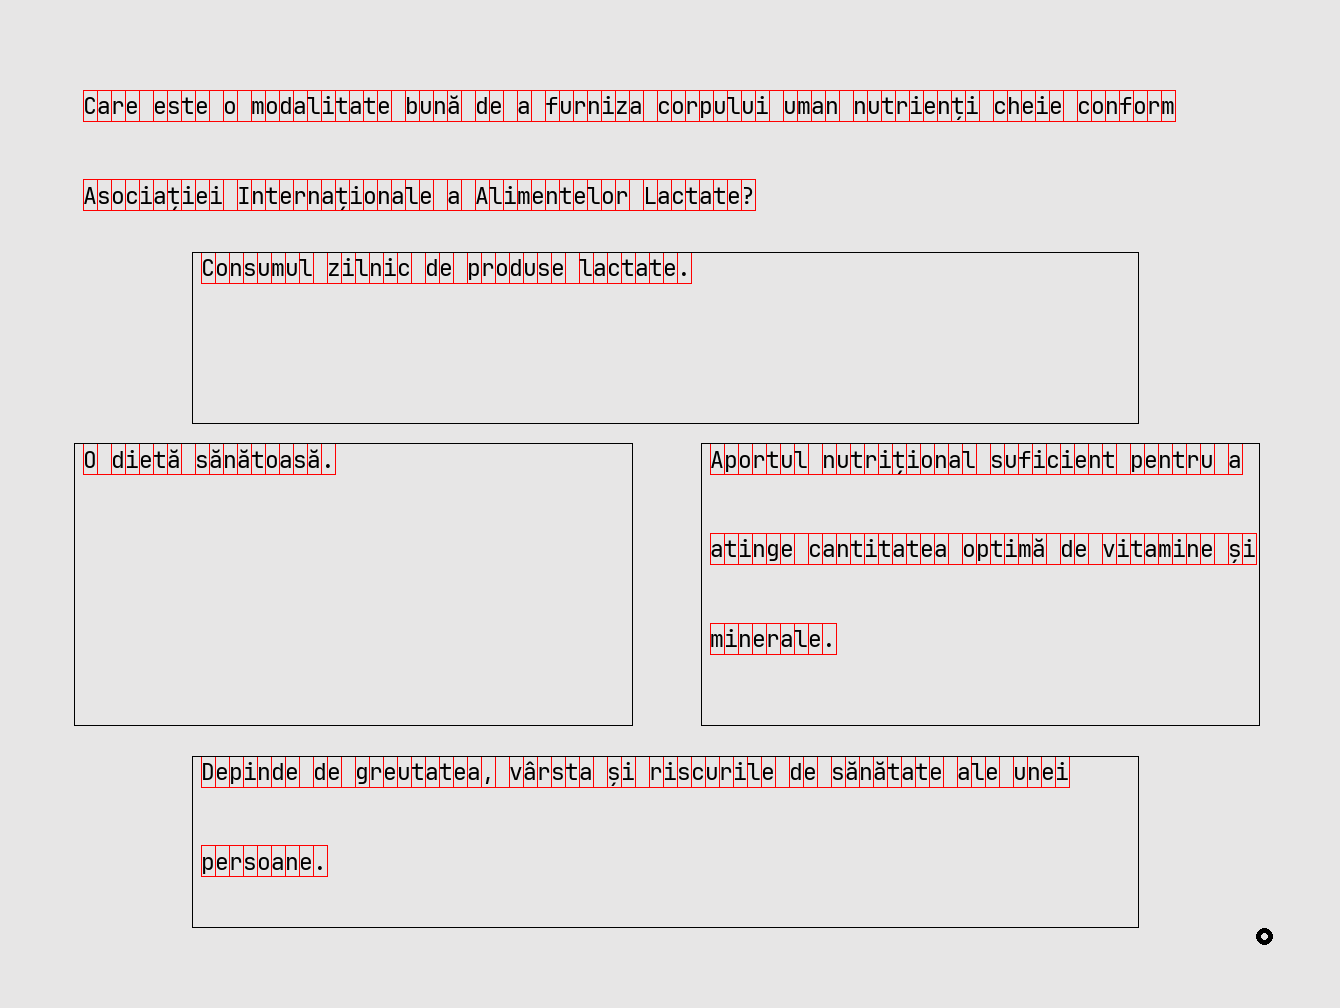 Care este o modalitate bună de a furniza corpului uman nutrienți cheie conform
Asociației Internaționale a Alimentelor Lactate?
Consumul zilnic de produse lactate.
O dietă sănătoasă.
Aportul nutrițional suficient pentru a
atinge cantitatea optimă de vitamine și
minerale.
Depinde de greutatea, vârsta și riscurile de sănătate ale unei
persoane.